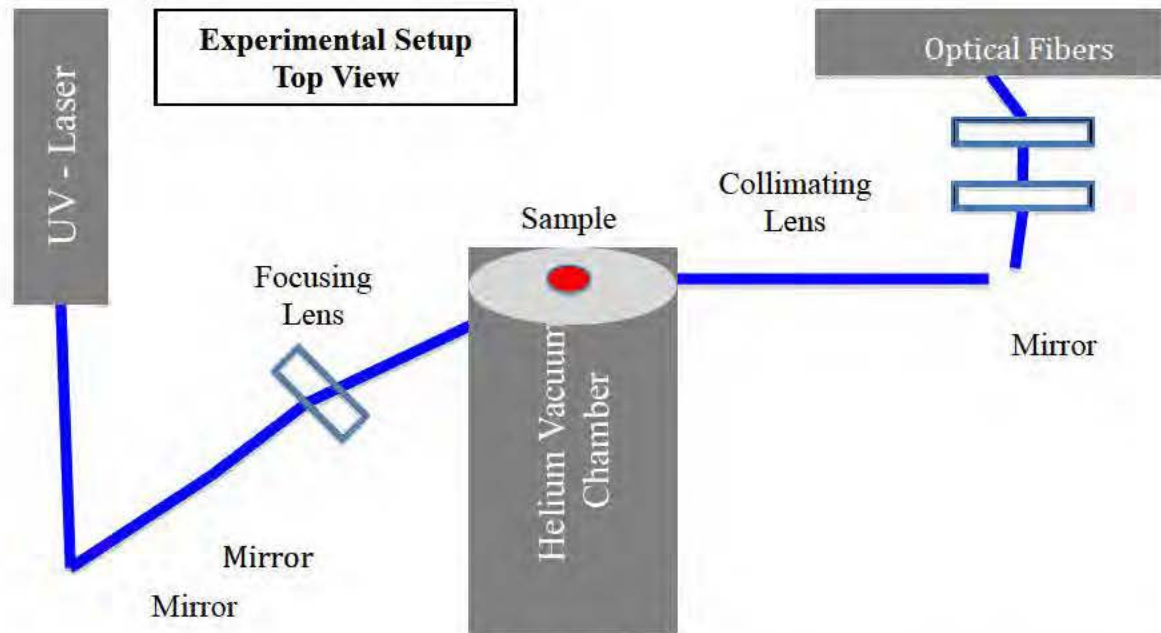 Experimental Setup
Top View
UV - Laser
Optical Fibers
Collimating
Lens
Sample
Focusing
Lens
Helium Vacuum
Chamber
Mirror
Mirror
Mirror